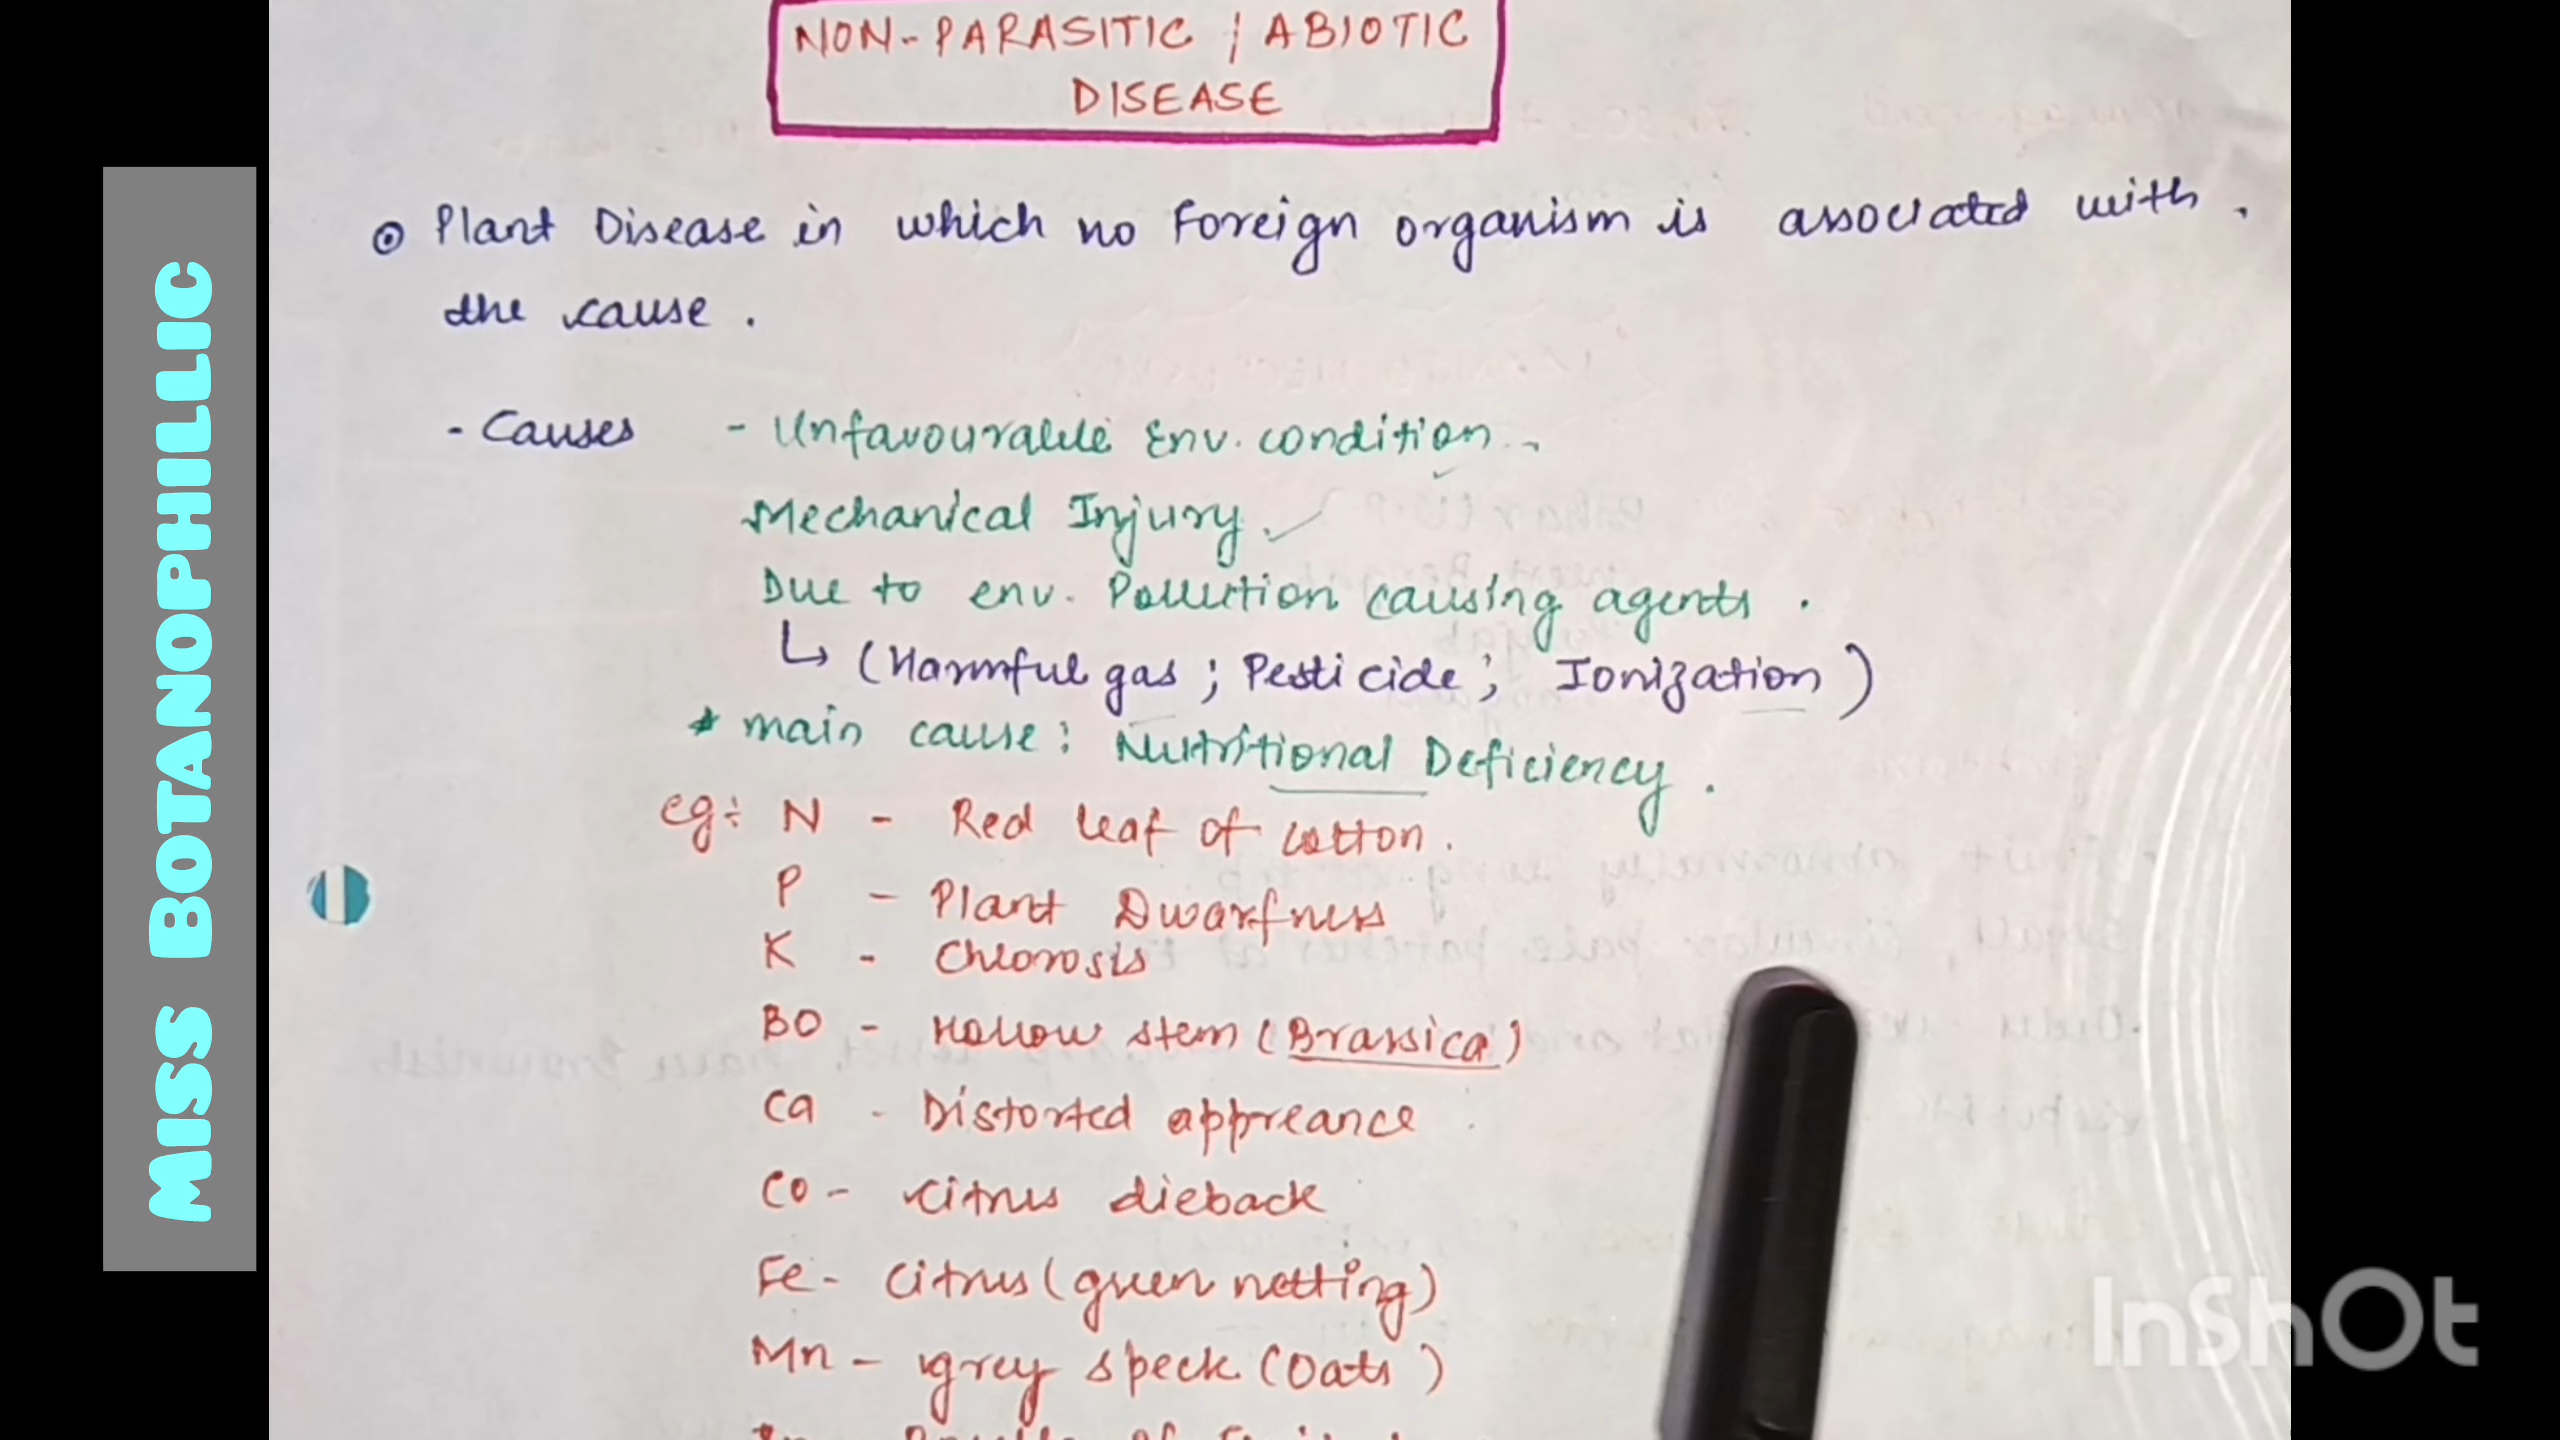 NON-PARASITIC / ABIOTIC
DISEASE
Plant Disease in which no Foreign organism is associated with
the cause.
- Causes - Unfavourable Env. condition
Mechanical Injury.
Due to env. Pollution causing agents.
(Harmful gas; Pesticide; Ionization)
* main cause: Nutritional Deficiency.
eg: N - Red leaf of cotton.
P - Plant Dwarfness
K - Chlorosis
BO - Hollow stem (Brassica)
Ca - Distorted appreance
CO - Citrus dieback
Fe - Citrus (green netting)
Mn - grey speck (Oats)
MISS BOTANOPHILLIC
InShOt